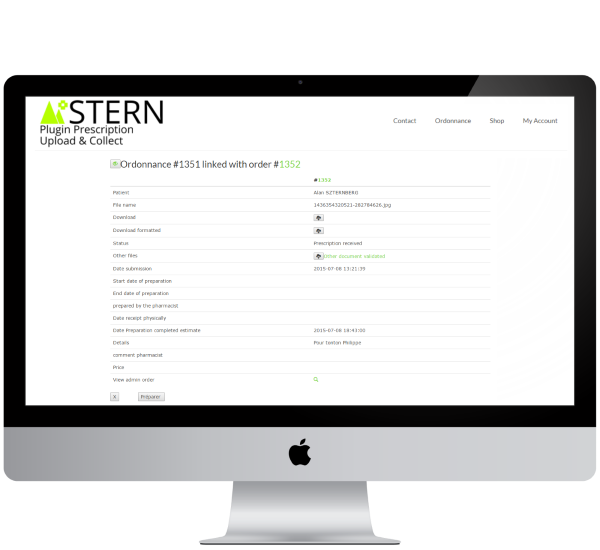 STERN
Plugin Prescription
Upload & Collect
Contact Ordonnance Shop My Account
Ordonnance #1351 linked with order #1352
#1352
Patient Alan SZTERNBERG
File name 1436354320521-282784626.jpg
Download
Download formatted
Status Prescription received
Other files Other document validated
Date submission 2015-07-08 13:21:35
Start date of preparation
End date of preparation
prepared by the pharmacist
Date receipt physically
Date Preparation completed estimate 2015-07-08 18:43:00
Details Pour tonton Philippe
comment pharmacist
Price
View admin order
X Préparer